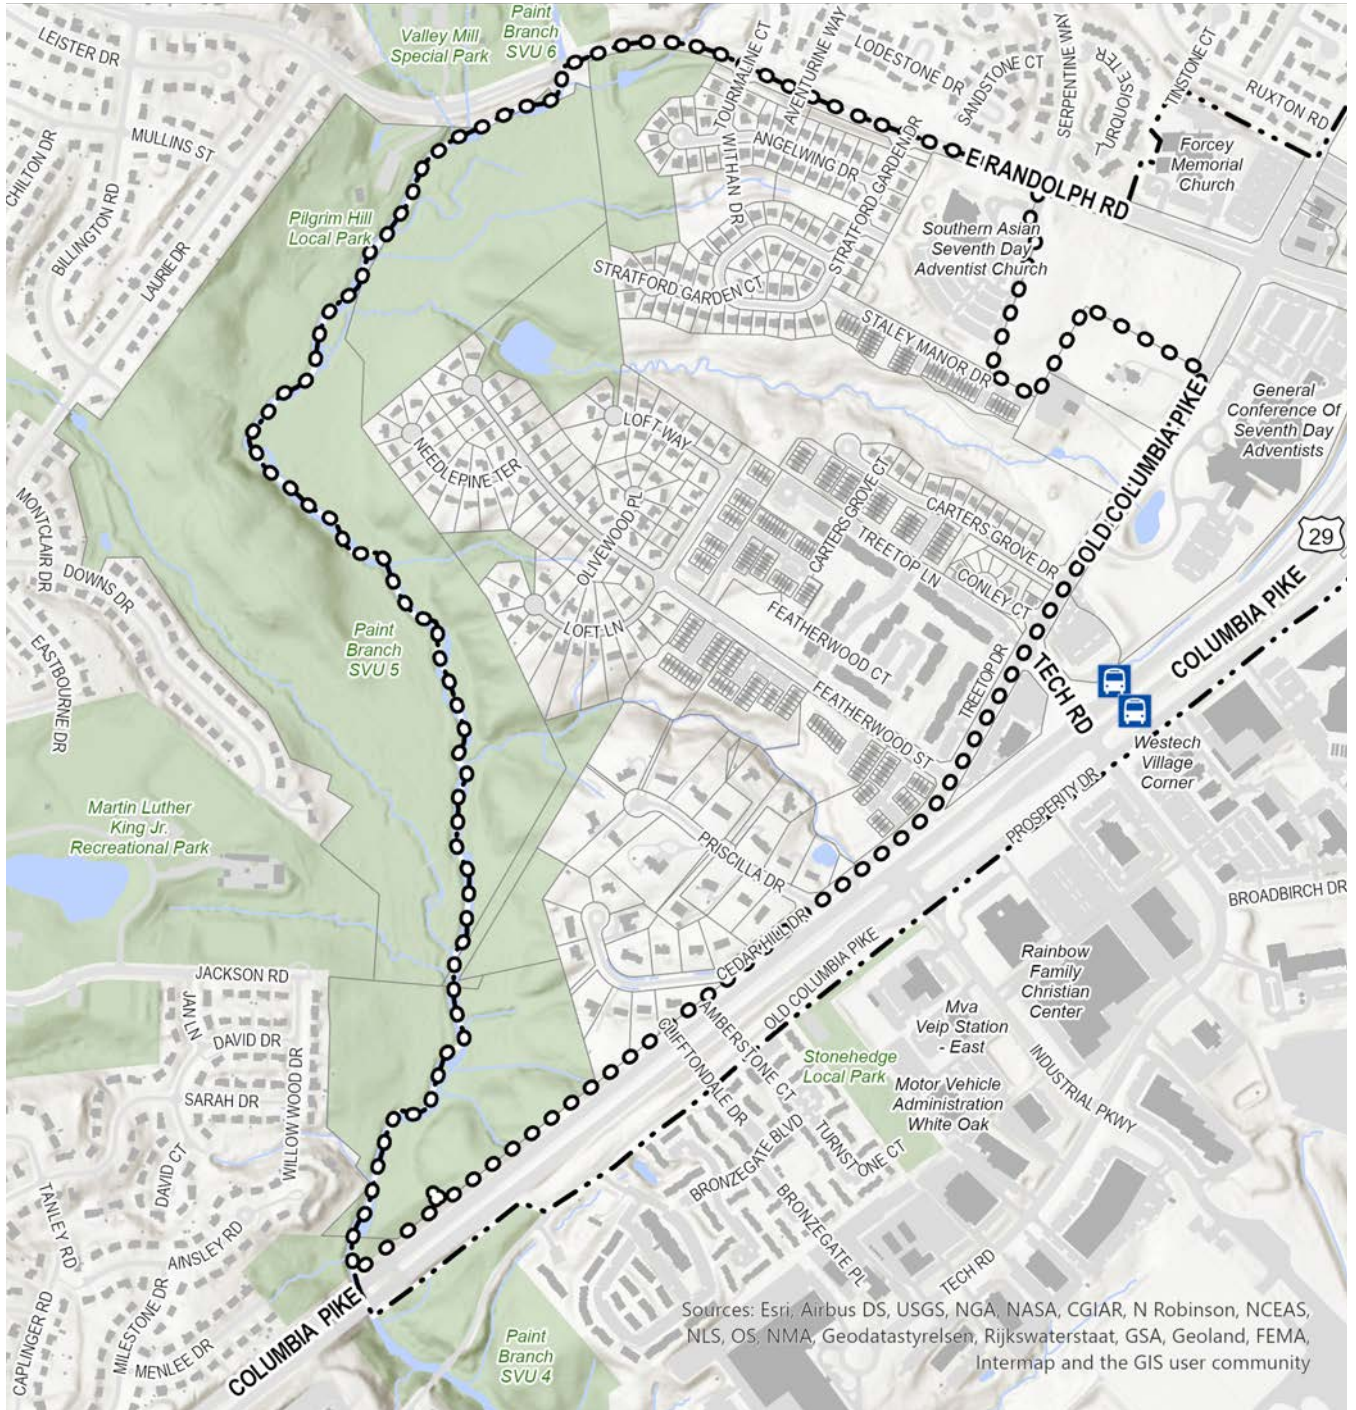 Paint
Branch
SVU 6
Valley Mill
Special Park
LEISTER DR
MULLINS ST
CHILTON DR
BILLINGTON RD
LAURIE DR
Pilgrim Hill
Local Park
TOURMALINE CT
AVENTURINE WAY
LODESTONE DR
SANDSTONE CT
SERPENTINE WAY
TURQUOISE TER
TINSTONE CT
RUXTON RD
WITHAN DR
ANGELWING DR
STRATFORD GARDEN DR
E RANDOLPH RD
Forcey
Memorial
Church
Southern Asian
Seventh Day
Adventist Church
STRATFORD GARDEN CT
STALEY MANOR DR
General
Conference Of
Seventh Day
Adventists
OLD COLUMBIA PIKE
29
COLUMBIA PIKE
NEEDLEPINE TER
LOFT WAY
OLIVEWOOD PL
LOFT LN
CARTERS GROVE CT
CARTERS GROVE DR
TREETOP LN
CONLEY CT
FEATHERWOOD CT
FEATHERWOOD ST
TREETOP DR
TECH RD
MONTCLAIR DR
DOWNS DR
EASTBOURNE DR
Paint
Branch
SVU 5
Westech
Village
Corner
PROSPERITY DR
Martin Luther
King Jr.
Recreational Park
PRISCILLA DR
CEDAR HILL DR
OLD COLUMBIA PIKE
BROADBIRCH DR
Rainbow
Family
Christian
Center
Mva
Veip Station
- East
Stonehedge
Local Park
Motor Vehicle
Administration
White Oak
INDUSTRIAL PKWY
JACKSON RD
JAN LN
DAVID DR
SARAH DR
WILLOW WOOD DR
DAVID CT
TANLEY RD
AINSLEY RD
CAPLINGER RD
MILESTONE DR
MENLEE DR
COLUMBIA PIKE
AMBERSTONE CT
CLIFFTONDALE DR
TURNSTONE CT
BRONZEGATE BLVD
BRONZEGATE PL
TECH RD
Paint
Branch
SVU 4
Sources: Esri, Airbus DS, USGS, NGA, NASA, CGIAR, N Robinson, NCEAS,
NLS, OS, NMA, Geodatastyrelsen, Rijkswaterstaat, GSA, Geoland, FEMA,
Intermap and the GIS user community